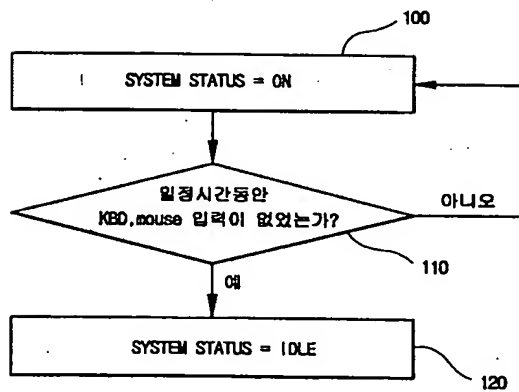 100
SYSTEM STATUS = ON
일정시간동안
KBD,mouse 입력이 없었는가?
아니오
110
예
SYSTEM STATUS = IDLE
120